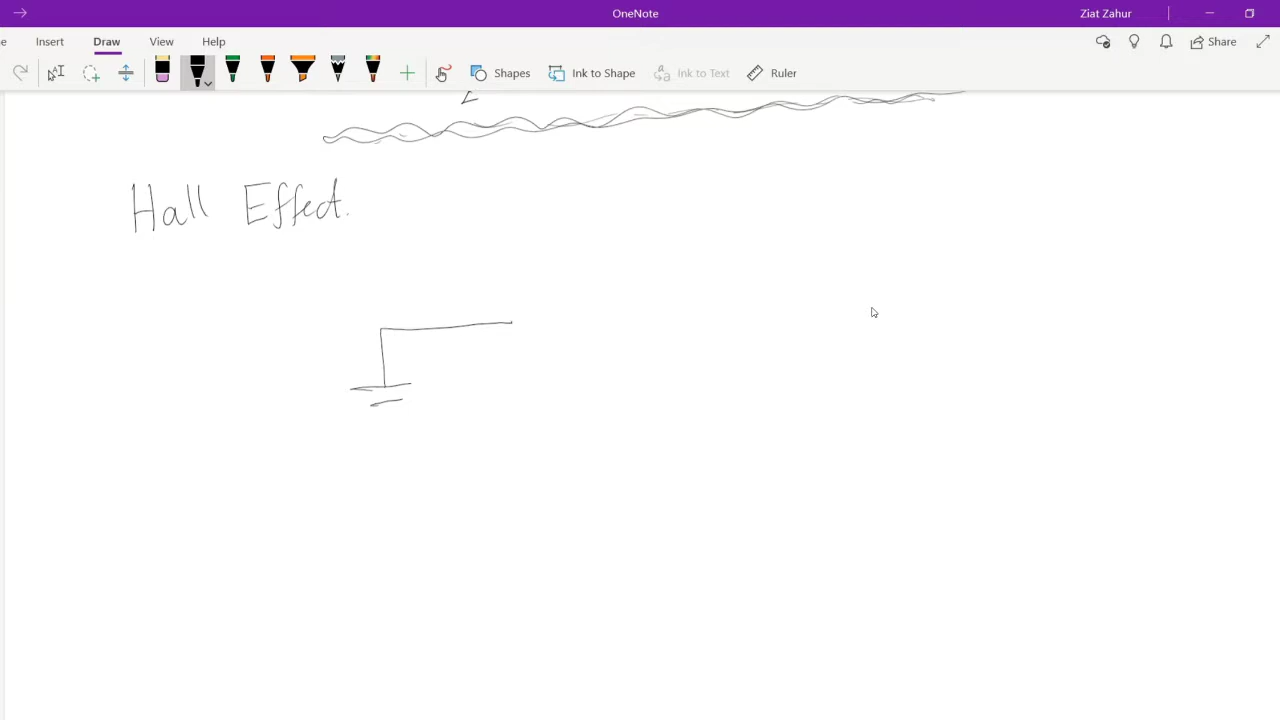 OneNote
Ziat Zahur
Insert Draw View Help
Share
Shapes
Ink to Shape
Ink to Text
Ruler
Hall Effect.